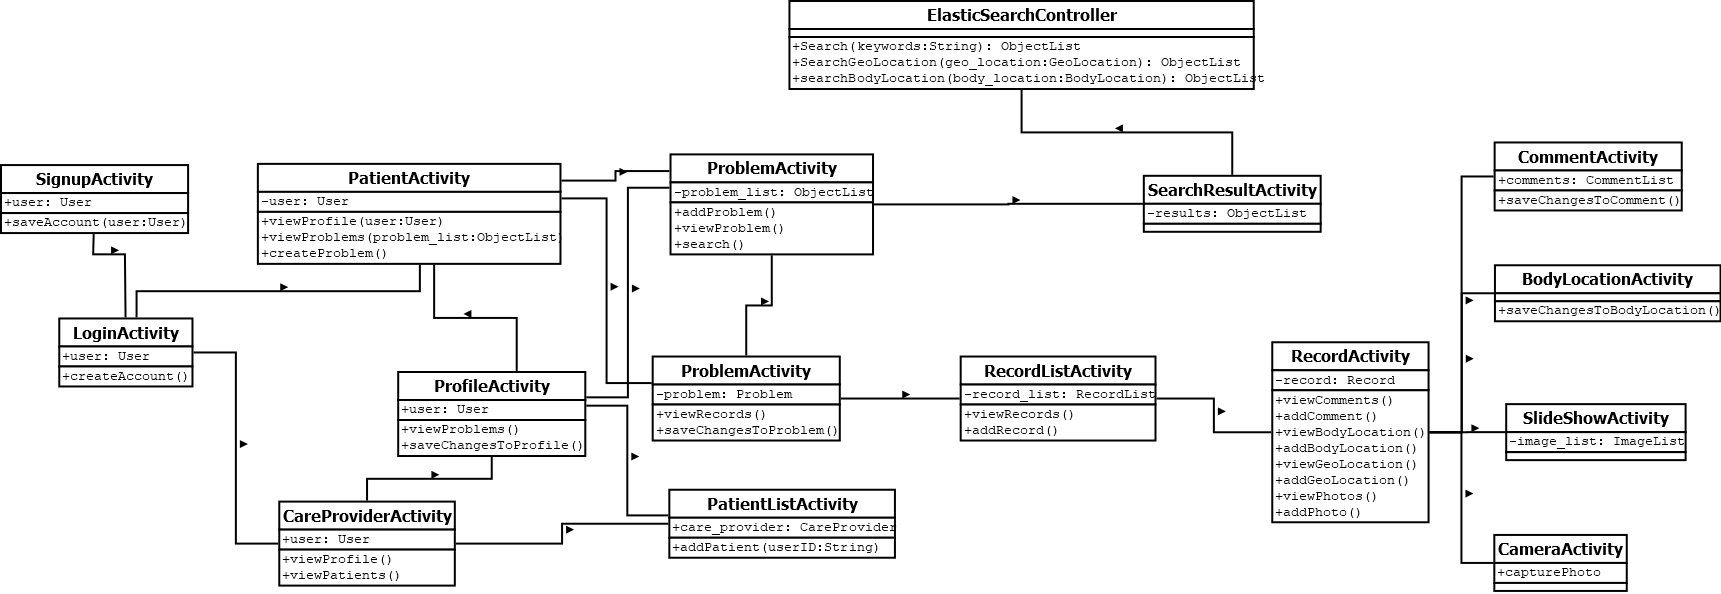 ElasticSearchController
+Search(keywords:String): ObjectList
+SearchGeoLocation(geo_location:GeoLocation): ObjectList
+searchBodyLocation(body_location:BodyLocation): ObjectList
SignupActivity
+user: User
+saveAccount(user:User)
PatientActivity
-user: User
+viewProfile(user:User)
+viewProblems(problem_list:ObjectList)
+createProblem()
ProblemActivity
-problem_list: ObjectList
+addProblem()
+viewProblem()
+search()
SearchResultActivity
-results: ObjectList
CommentActivity
+comments: CommentList
+saveChangesToComment()
BodyLocationActivity
+saveChangesToBodyLocation()
LoginActivity
+user: User
+createAccount()
ProfileActivity
+user: User
+viewProblems()
+saveChangesToProfile()
ProblemActivity
-problem: Problem
+viewRecords()
+saveChangesToProblem()
RecordListActivity
-record_list: RecordList
+viewRecords()
+addRecord()
RecordActivity
-record: Record
+viewComments()
+addComment()
+viewBodyLocation()
+addBodyLocation()
+viewGeoLocation()
+addGeoLocation()
+viewPhotos()
+addPhoto()
SlideShowActivity
-image_list: ImageList
CareProviderActivity
+user: User
+viewProfile()
+viewPatients()
PatientListActivity
+care_provider: CareProvider
+addPatient(userID:String)
CameraActivity
+capturePhoto